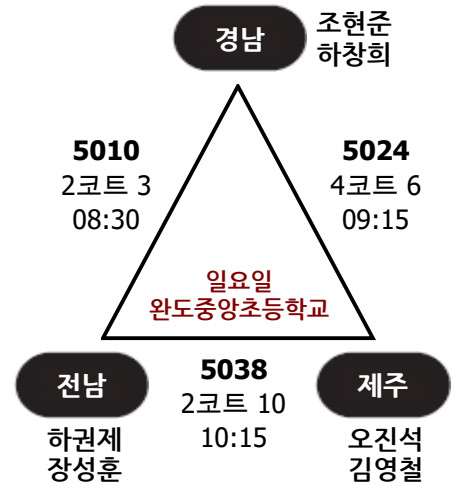 경남
조현준
하창희
5010
2코트 3
08:30
5024
4코트 6
09:15
일요일
완도중앙초등학교
전남
하권제
장성훈
5038
2코트 10
10:15
제주
오진석
김영철